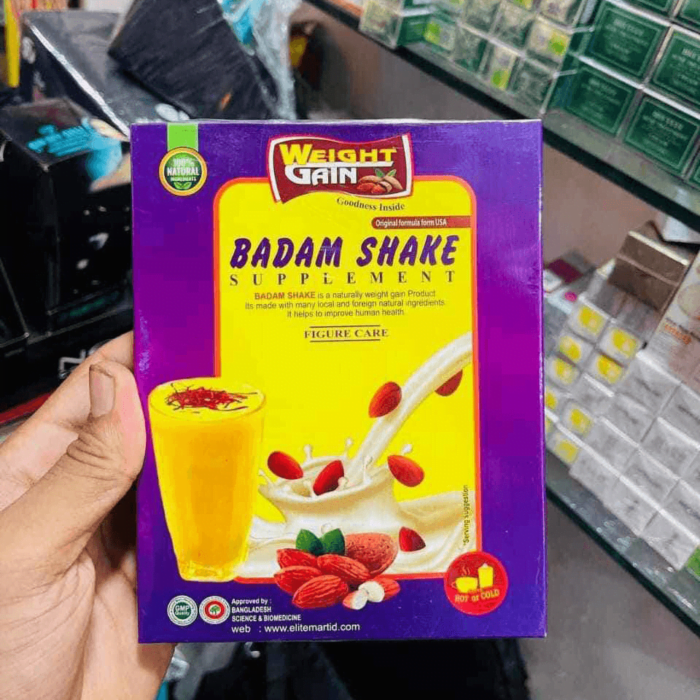 100%
NATURAL
INGREDIENTS
WEIGHT
GAIN
Goodness Inside
Original formula form USA
BADAM SHAKE
SUPPLEMENT
BADAM SHAKE is a naturally weight gain Product.
Its made with many local and foreign natural ingredients.
It helps to improve human health.
FIGURE CARE
*Serving suggestion
HOT or COLD
GMP
Approved by :
BANGLADESH
SCIENCE & BIOMEDICINE
web : www.elitemartid.com